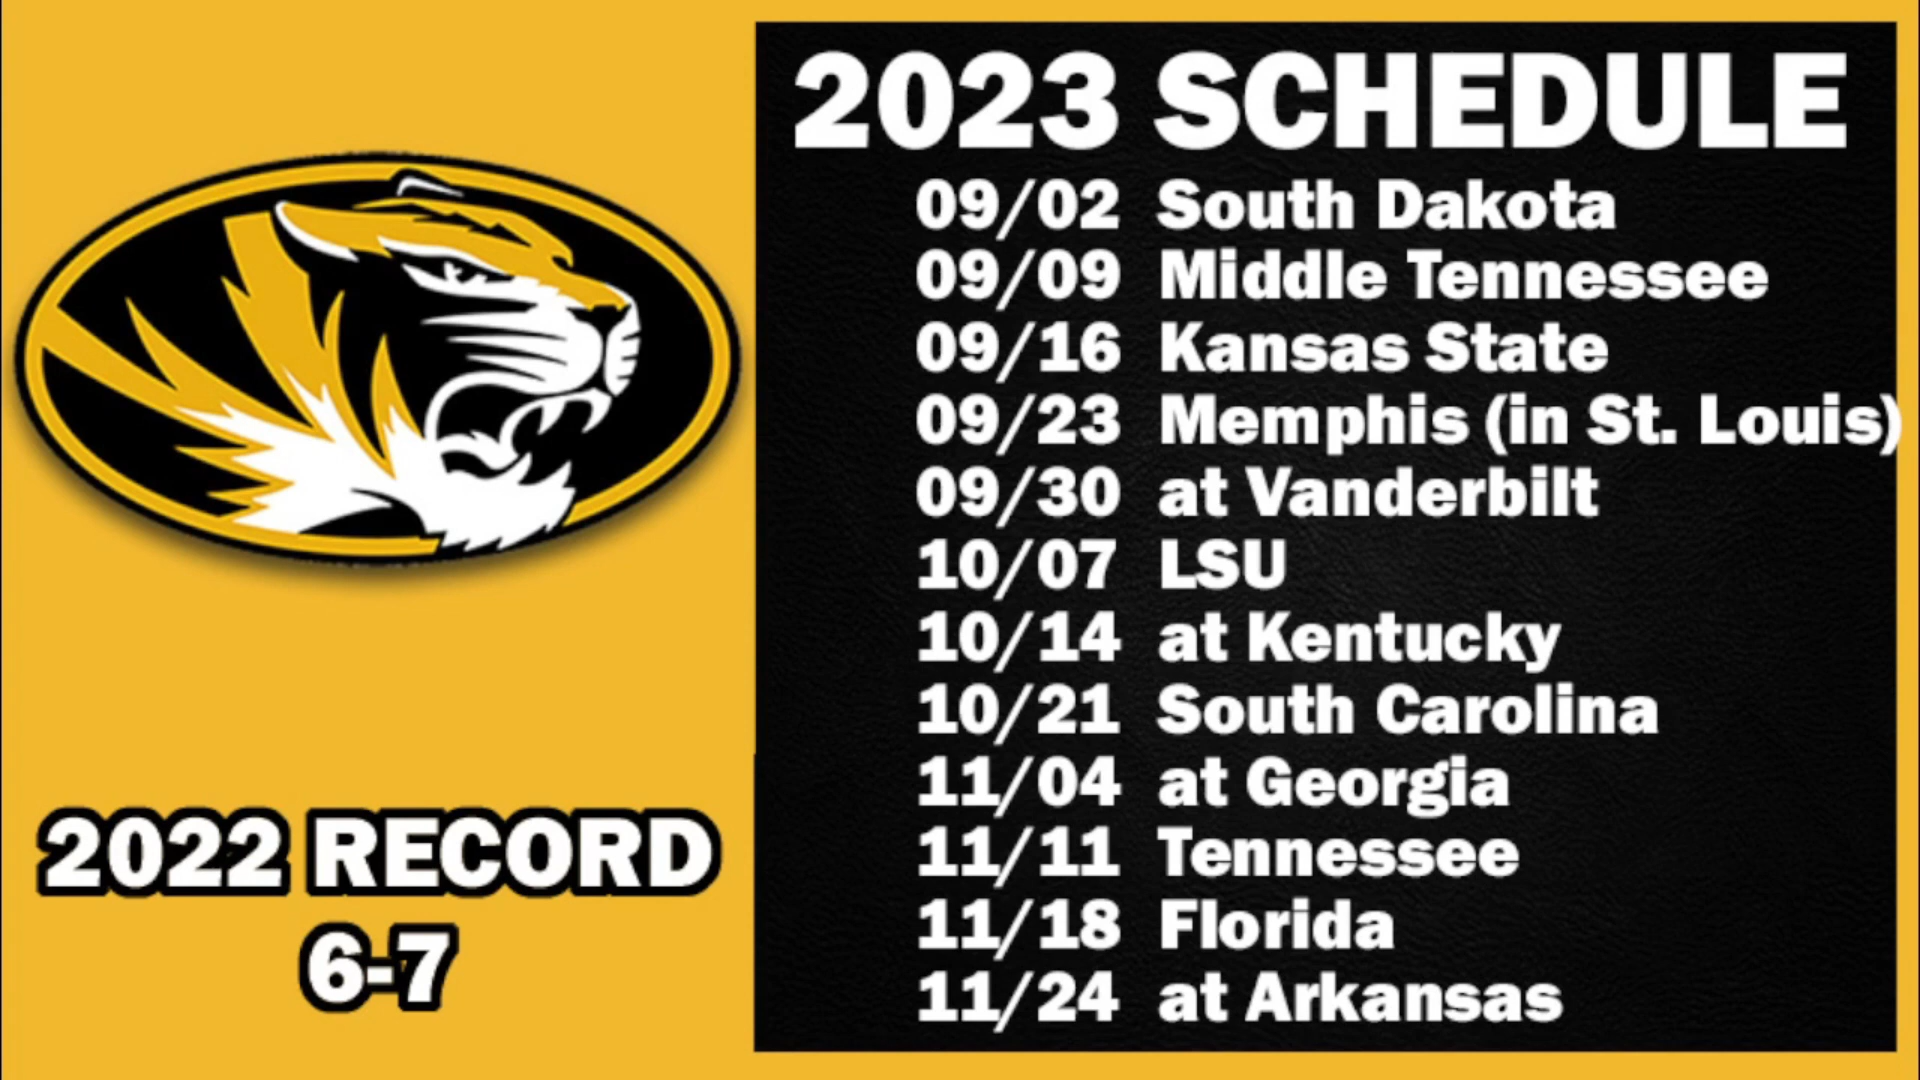 2023 SCHEDULE
09/02 South Dakota
09/09 Middle Tennessee
09/16 Kansas State
09/23 Memphis (in St. Louis)
09/30 at Vanderbilt
10/07 LSU
10/14 at Kentucky
10/21 South Carolina
11/04 at Georgia
11/11 Tennessee
11/18 Florida
11/24 at Arkansas
2022 RECORD
6-7